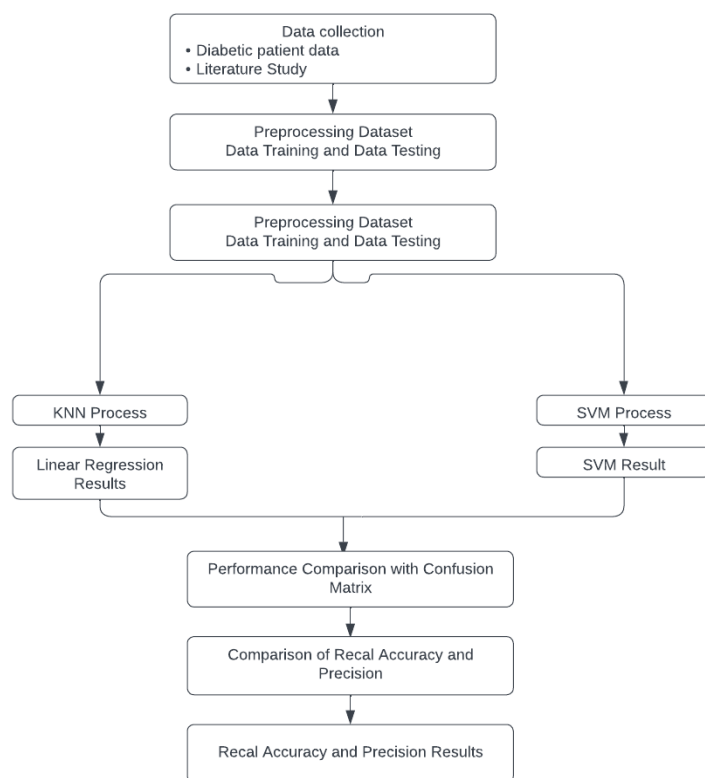 Data collection
• Diabetic patient data
• Literature Study
Preprocessing Dataset
Data Training and Data Testing
Preprocessing Dataset
Data Training and Data Testing
KNN Process
SVM Process
Linear Regression
Results
SVM Result
Performance Comparison with Confusion
Matrix
Comparison of Recal Accuracy and
Precision
Recal Accuracy and Precision Results